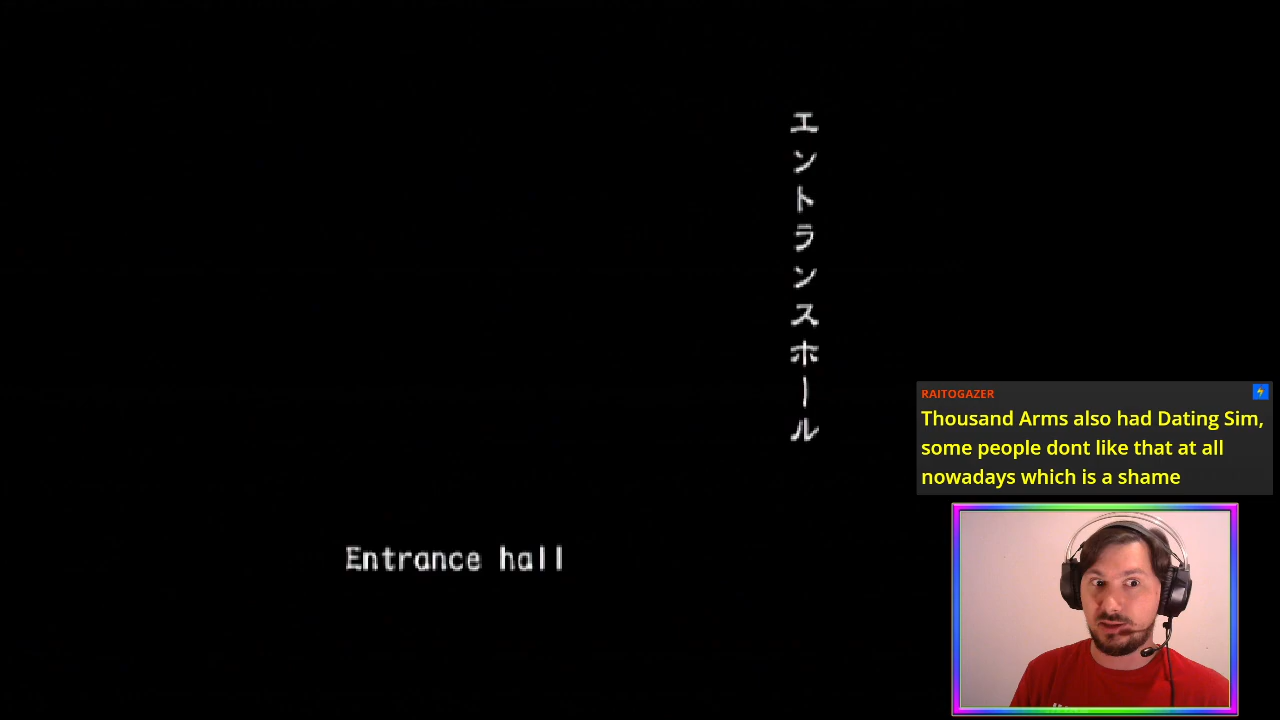 エントランスホール
Entrance hall
RAITOGAZER
Thousand Arms also had Dating Sim,
some people dont like that at all
nowadays which is a shame